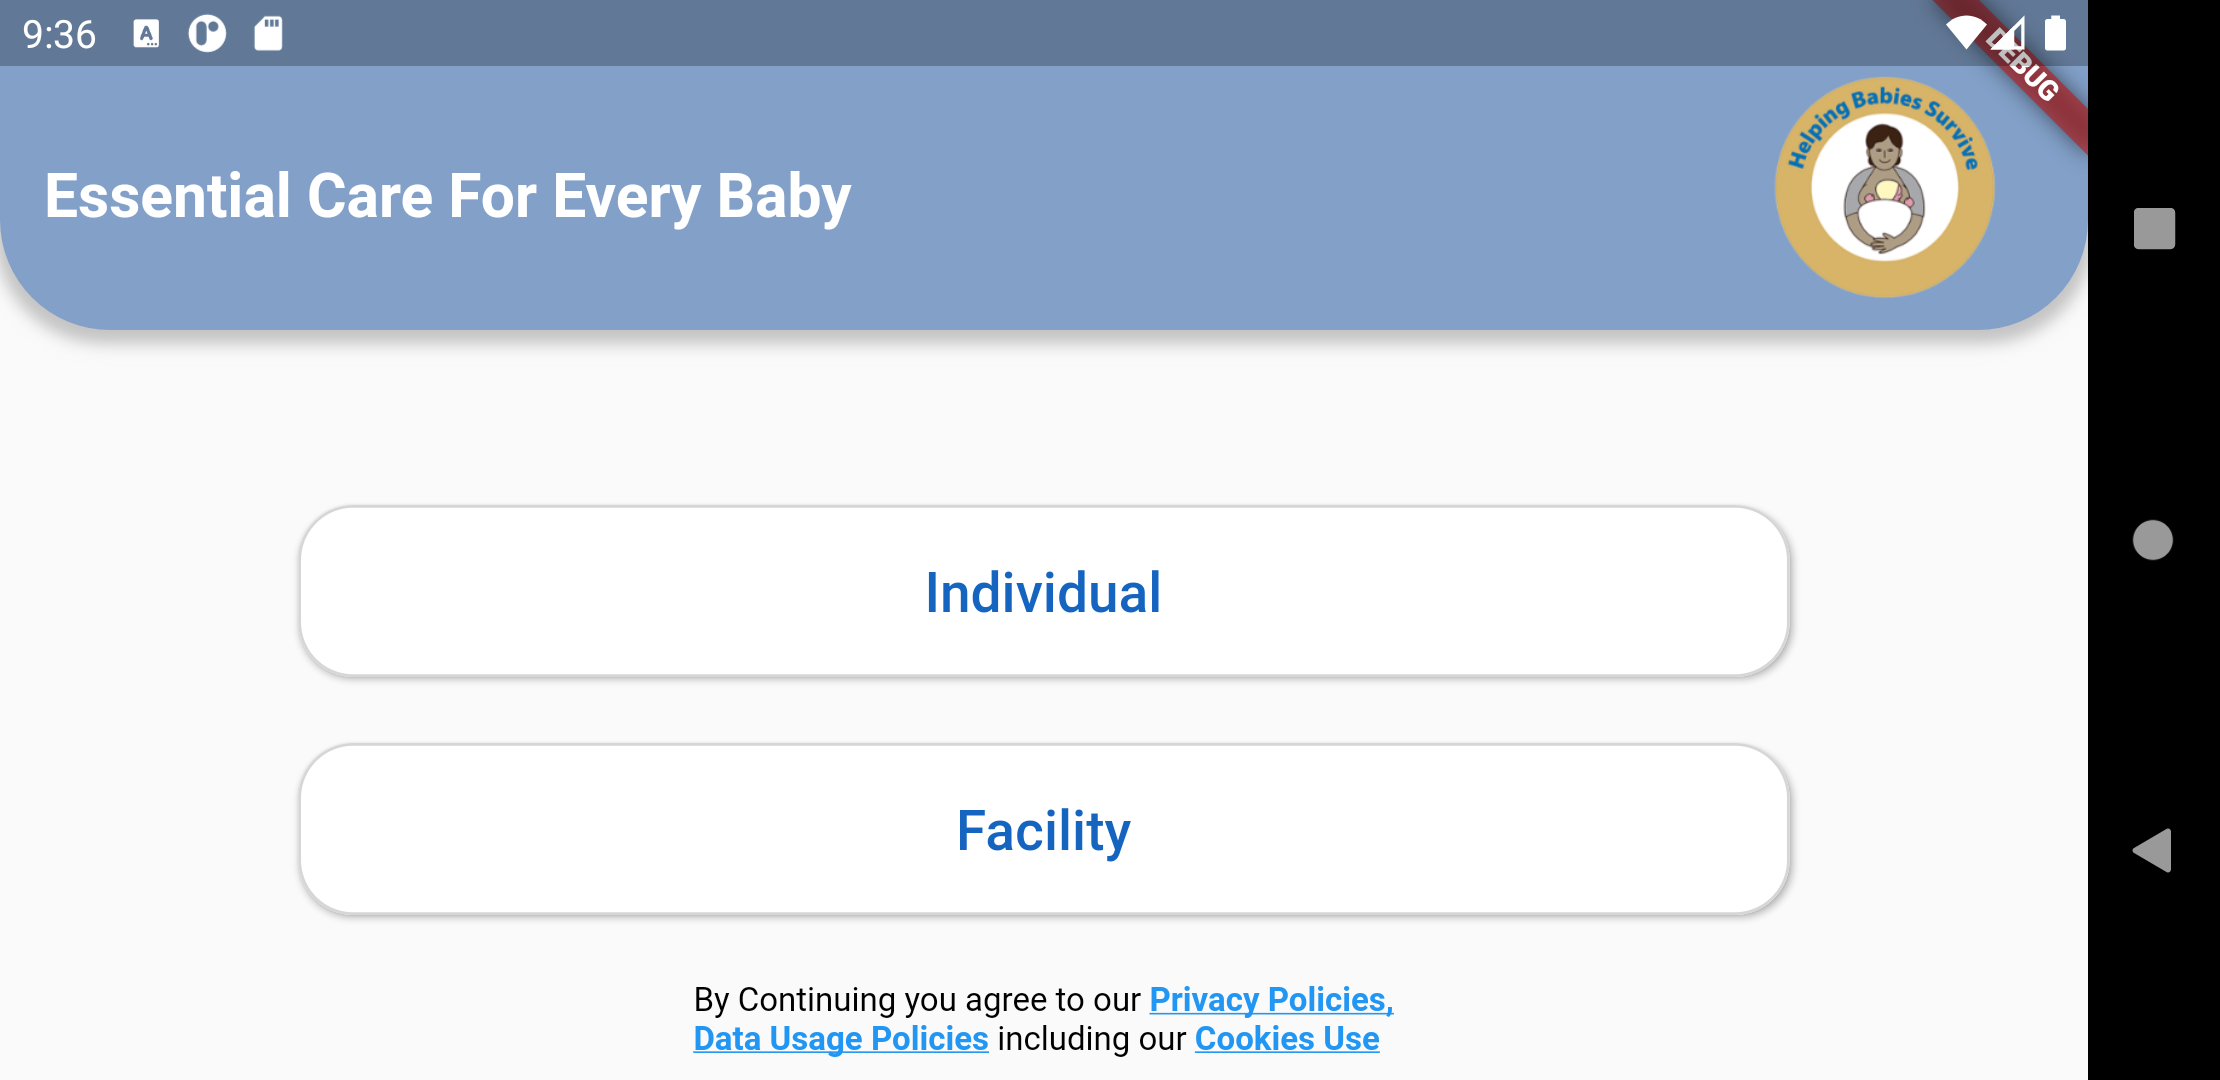 9:36
DEBUG
Helping Babies Survive
Essential Care For Every Baby
Individual
Facility
By Continuing you agree to our Privacy Policies,
Data Usage Policies including our Cookies Use